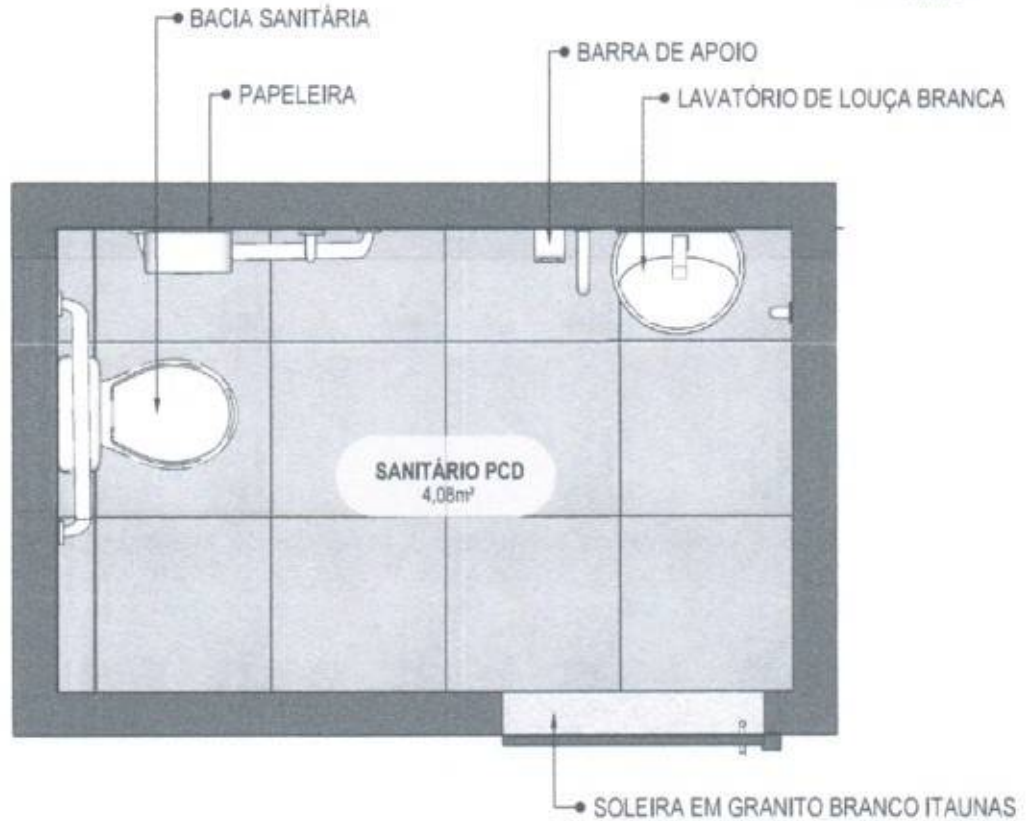 BACIA SANITÁRIA
BARRA DE APOIO
PAPELEIRA
LAVATÓRIO DE LOUÇA BRANCA
SANITÁRIO PCD
4,08m²
SOLEIRA EM GRANITO BRANCO ITAUNAS